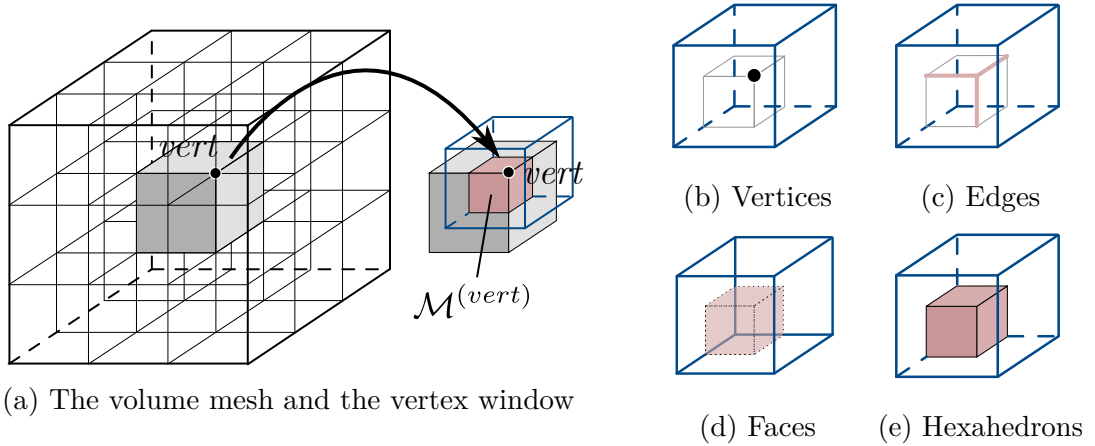 vert
vert
(b) Vertices
(c) Edges
ℳ^(vert)
(a) The volume mesh and the vertex window
(d) Faces
(e) Hexahedrons